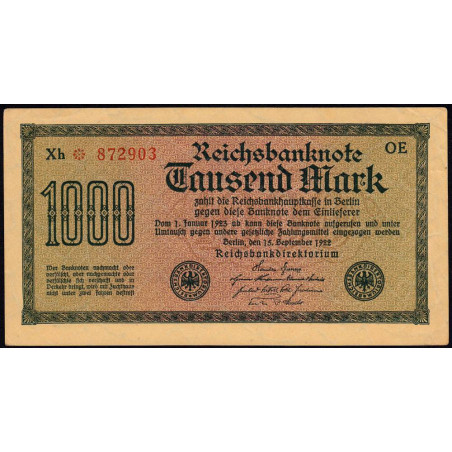 Xh * 872903
OE
Reichsbanknote
Tausend Mark
1000
zahlt die Reichsbankhauptkasse in Berlin
gegen diese Banknote dem Einlieferer
Vom 1. Januar 1923 ab kann diese Banknote aufgerufen und unter
Umtausch gegen andere gesetzliche Zahlungsmittel eingezogen werden
Berlin, den 15. September 1922
Reichsbankdirektorium
Wer Banknoten nachmacht oder
verfälscht, oder nachgemachte oder
verfälschte sich verschafft und in
Verkehr bringt, wird mit Zuchthaus
nicht unter zwei Jahren bestraft